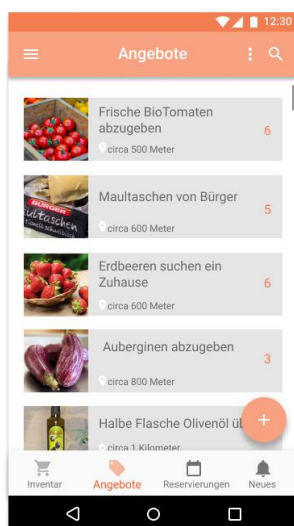 12:30
Angebote
Frische BioTomaten
abzugeben
6
circa 500 Meter
BÜRGER
Maultaschen von Bürger
5
circa 600 Meter
Erdbeeren suchen ein
Zuhause
6
circa 600 Meter
Auberginen abzugeben
3
circa 800 Meter
Halbe Flasche Olivenöl
+
circa 1 Kilometer
Inventar
Angebote
Reservierungen
Neues